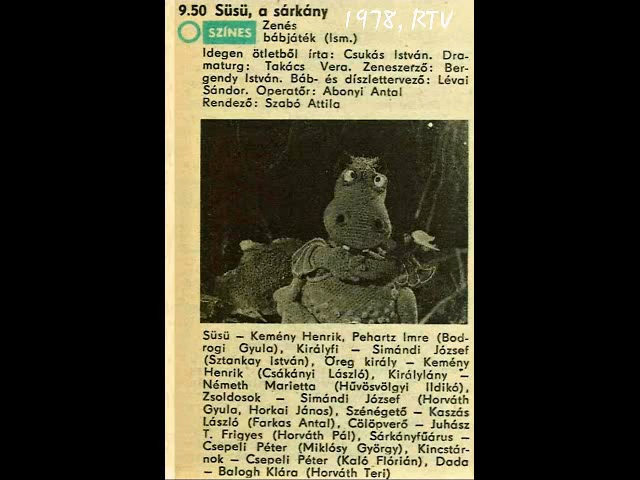 9.50 Süsü, a sárkány
1978, RTV
SZÍNES
Zenés
bábjáték (Ism.)
Idegen ötletből írta: Csukás István. Dra-
maturg: Takács Vera. Zeneszerző: Ber-
gendy István. Báb- és díszlettervező: Lévai
Sándor. Operatőr: Abonyi Antal
Rendező: Szabó Attila
Süsü – Kemény Henrik, Pehartz Imre (Bod-
rogi Gyula), Királyfi – Simándi József
(Sztankay István), Öreg király – Kemény
Henrik (Csákányi László), Királylány –
Németh Marietta (Hűvösvölgyi Ildikó),
Zsoldosok – Simándi József (Horváth
Gyula, Horkai János), Szénégető – Kaszás
László (Farkas Antal), Cölöpverő – Juhász
T. Frigyes (Horváth Pál), Sárkányfűárus –
Csepeli Péter (Miklósy György), Kincstár-
nok – Csepeli Péter (Kaló Flórián), Dada
– Balogh Klára (Horváth Teri)